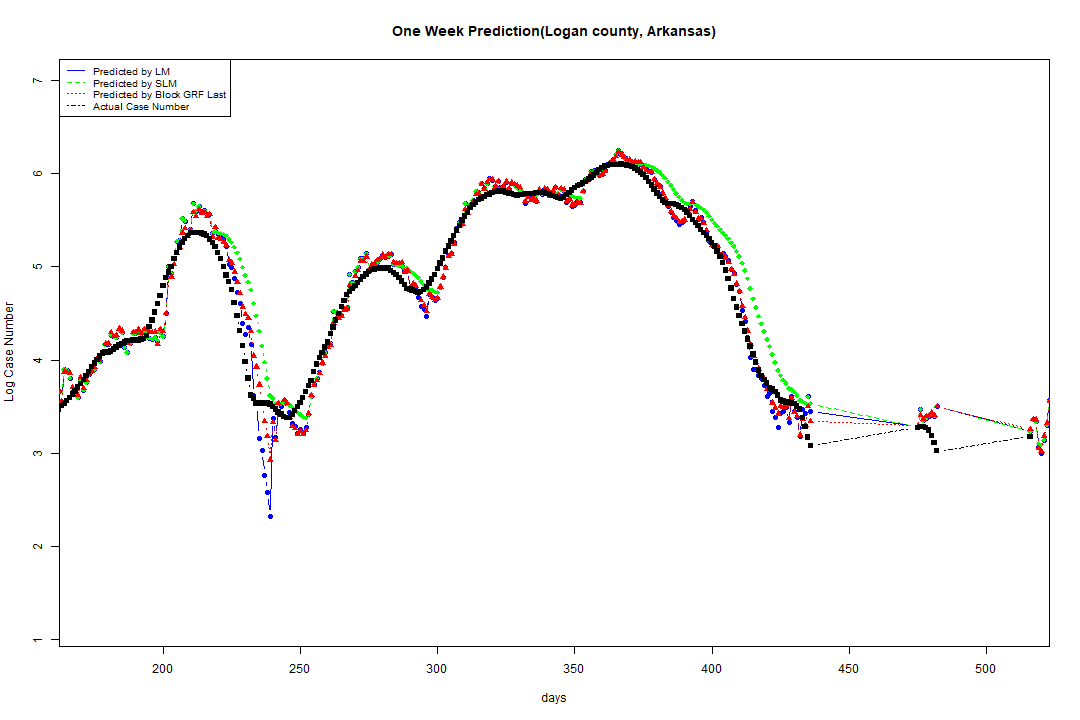 One Week Prediction(Logan county, Arkansas)
Predicted by LM
Predicted by SLM
Predicted by Block GRF Last
Actual Case Number
7
6
5
4
3
2
1
Log Case Number
200 250 300 350 400 450 500
days